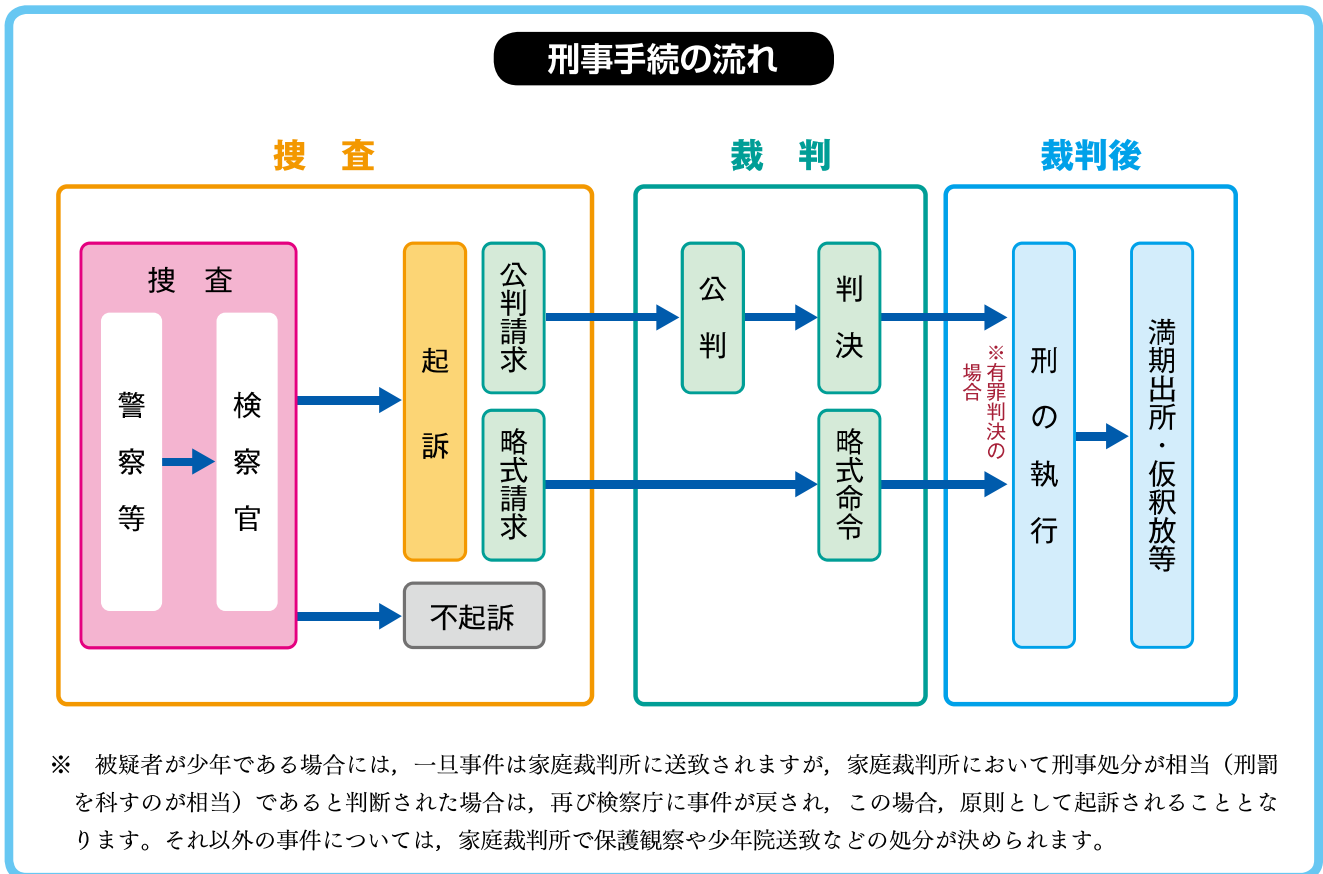 刑事手続の流れ
捜　査
裁　判
裁判後
捜　査
警察等
検察官
起訴
公判請求
略式請求
不起訴
公判
判決
略式命令
※有罪判決の
場合
刑の執行
満期出所・仮釈放等
※　被疑者が少年である場合には，一旦事件は家庭裁判所に送致されますが，家庭裁判所において刑事処分が相当（刑罰
を科すのが相当）であると判断された場合は，再び検察庁に事件が戻され，この場合，原則として起訴されることとな
ります。それ以外の事件については，家庭裁判所で保護観察や少年院送致などの処分が決められます。